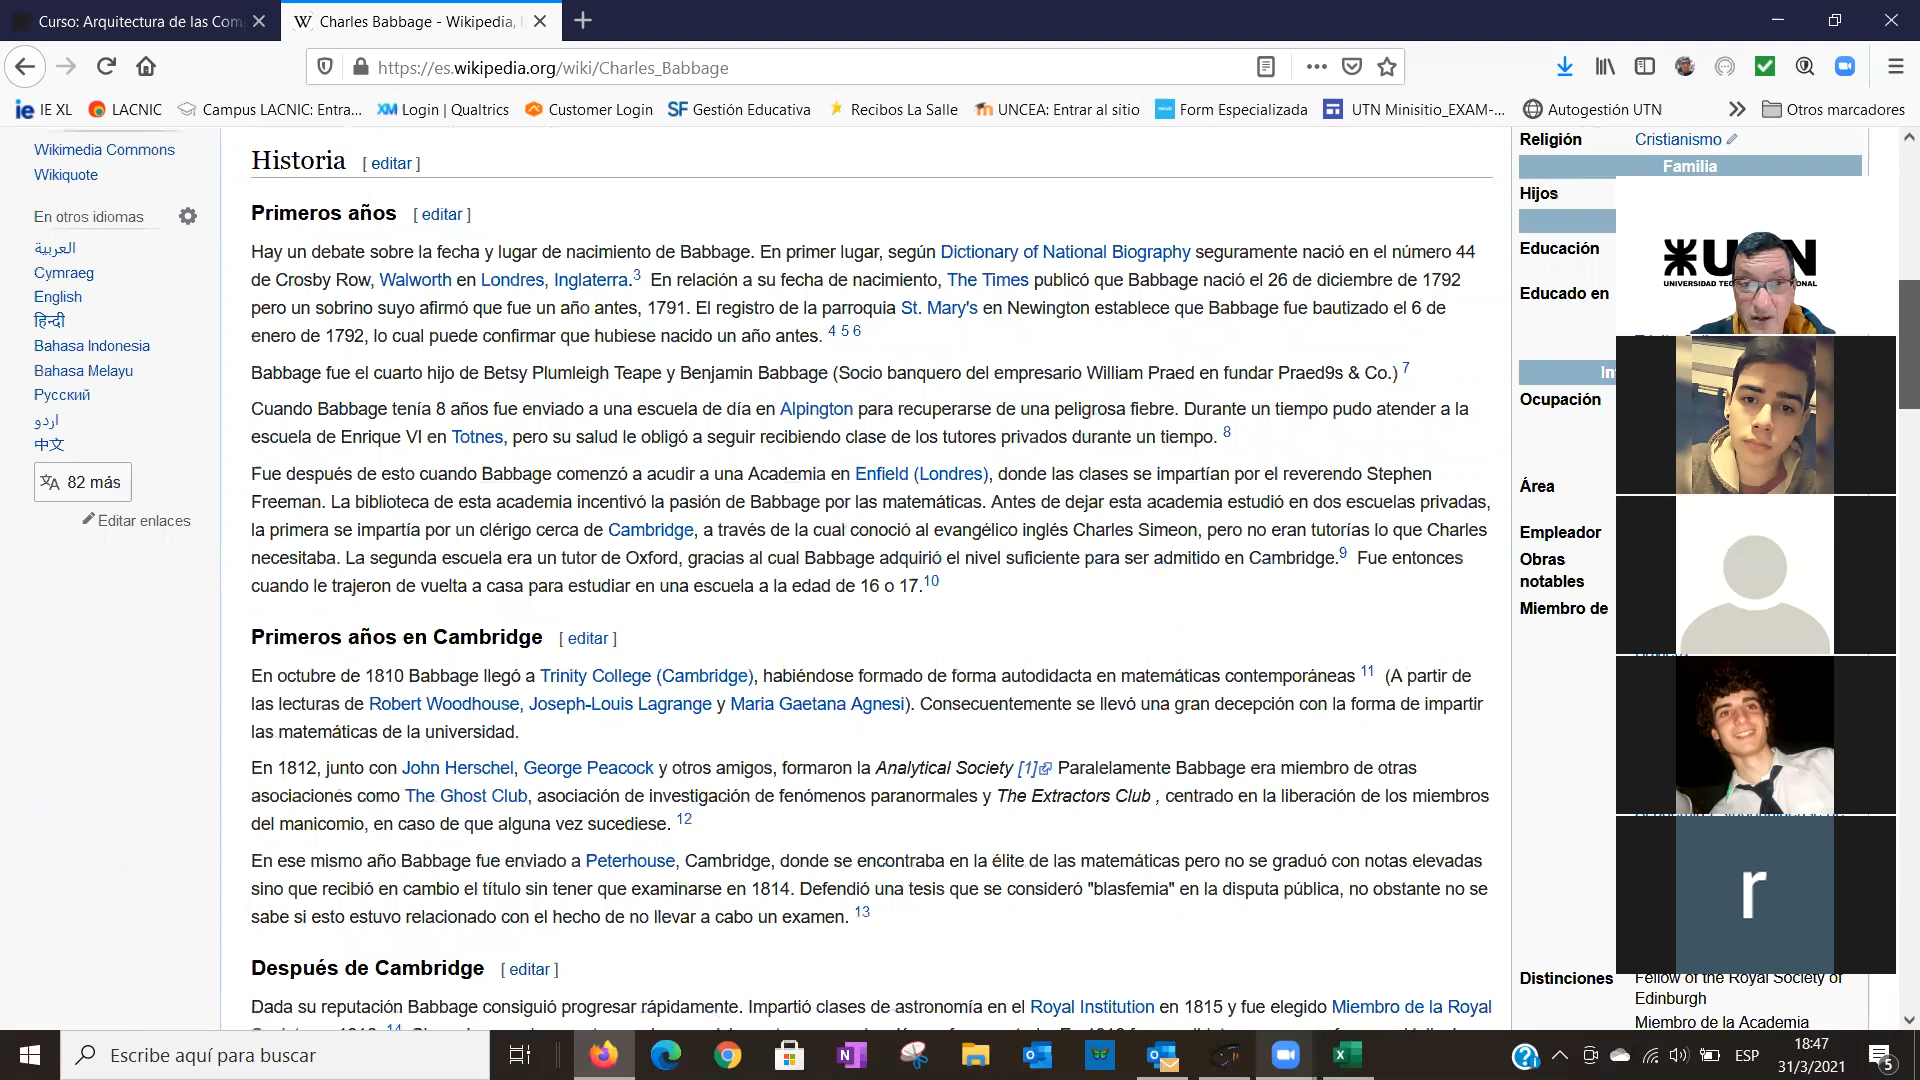 Curso: Arquitectura de las Com
Charles Babbage - Wikipedia, l
https://es.wikipedia.org/wiki/Charles_Babbage
IE XL
LACNIC
Campus LACNIC: Entra...
XM Login | Qualtrics
Customer Login
SF Gestión Educativa
Recibos La Salle
UNCEA: Entrar al sitio
Form Especializada
UTN Minisitio_EXAM-...
Autogestión UTN
Otros marcadores
Wikimedia Commons
Wikiquote
En otros idiomas
العربية
Cymraeg
English
हिन्दी
Bahasa Indonesia
Bahasa Melayu
Русский
اردو
中文
82 más
Editar enlaces
Historia [ editar ]
Primeros años [ editar ]
Hay un debate sobre la fecha y lugar de nacimiento de Babbage. En primer lugar, según Dictionary of National Biography seguramente nació en el número 44
de Crosby Row, Walworth en Londres, Inglaterra.3 En relación a su fecha de nacimiento, The Times publicó que Babbage nació el 26 de diciembre de 1792
pero un sobrino suyo afirmó que fue un año antes, 1791. El registro de la parroquia St. Mary's en Newington establece que Babbage fue bautizado el 6 de
enero de 1792, lo cual puede confirmar que hubiese nacido un año antes. 4 5 6
Babbage fue el cuarto hijo de Betsy Plumleigh Teape y Benjamin Babbage (Socio banquero del empresario William Praed en fundar Praed9s & Co.) 7
Cuando Babbage tenía 8 años fue enviado a una escuela de día en Alpington para recuperarse de una peligrosa fiebre. Durante un tiempo pudo atender a la
escuela de Enrique VI en Totnes, pero su salud le obligó a seguir recibiendo clase de los tutores privados durante un tiempo. 8
Fue después de esto cuando Babbage comenzó a acudir a una Academia en Enfield (Londres), donde las clases se impartían por el reverendo Stephen
Freeman. La biblioteca de esta academia incentivó la pasión de Babbage por las matemáticas. Antes de dejar esta academia estudió en dos escuelas privadas,
la primera se impartía por un clérigo cerca de Cambridge, a través de la cual conoció al evangélico inglés Charles Simeon, pero no eran tutorías lo que Charles
necesitaba. La segunda escuela era un tutor de Oxford, gracias al cual Babbage adquirió el nivel suficiente para ser admitido en Cambridge.9 Fue entonces
cuando le trajeron de vuelta a casa para estudiar en una escuela a la edad de 16 o 17.10
Primeros años en Cambridge [ editar ]
En octubre de 1810 Babbage llegó a Trinity College (Cambridge), habiéndose formado de forma autodidacta en matemáticas contemporáneas 11 (A partir de
las lecturas de Robert Woodhouse, Joseph-Louis Lagrange y Maria Gaetana Agnesi). Consecuentemente se llevó una gran decepción con la forma de impartir
las matemáticas de la universidad.
En 1812, junto con John Herschel, George Peacock y otros amigos, formaron la Analytical Society [1] Paralelamente Babbage era miembro de otras
asociaciones como The Ghost Club, asociación de investigación de fenómenos paranormales y The Extractors Club , centrado en la liberación de los miembros
del manicomio, en caso de que alguna vez sucediese. 12
En ese mismo año Babbage fue enviado a Peterhouse, Cambridge, donde se encontraba en la élite de las matemáticas pero no se graduó con notas elevadas
sino que recibió en cambio el título sin tener que examinarse en 1814. Defendió una tesis que se consideró "blasfemia" en la disputa pública, no obstante no se
sabe si esto estuvo relacionado con el hecho de no llevar a cabo un examen. 13
Después de Cambridge [ editar ]
Dada su reputación Babbage consiguió progresar rápidamente. Impartió clases de astronomía en el Royal Institution en 1815 y fue elegido Miembro de la Royal
Religión Cristianismo
Familia
Hijos
Educación
Educado en
In
Ocupación
Área
Empleador
Obras
notables
Miembro de
r
Distinciones Fellow of the Royal Society of
Edinburgh
Miembro de la Academia
Escribe aquí para buscar
ESP
18:47
31/3/2021
5